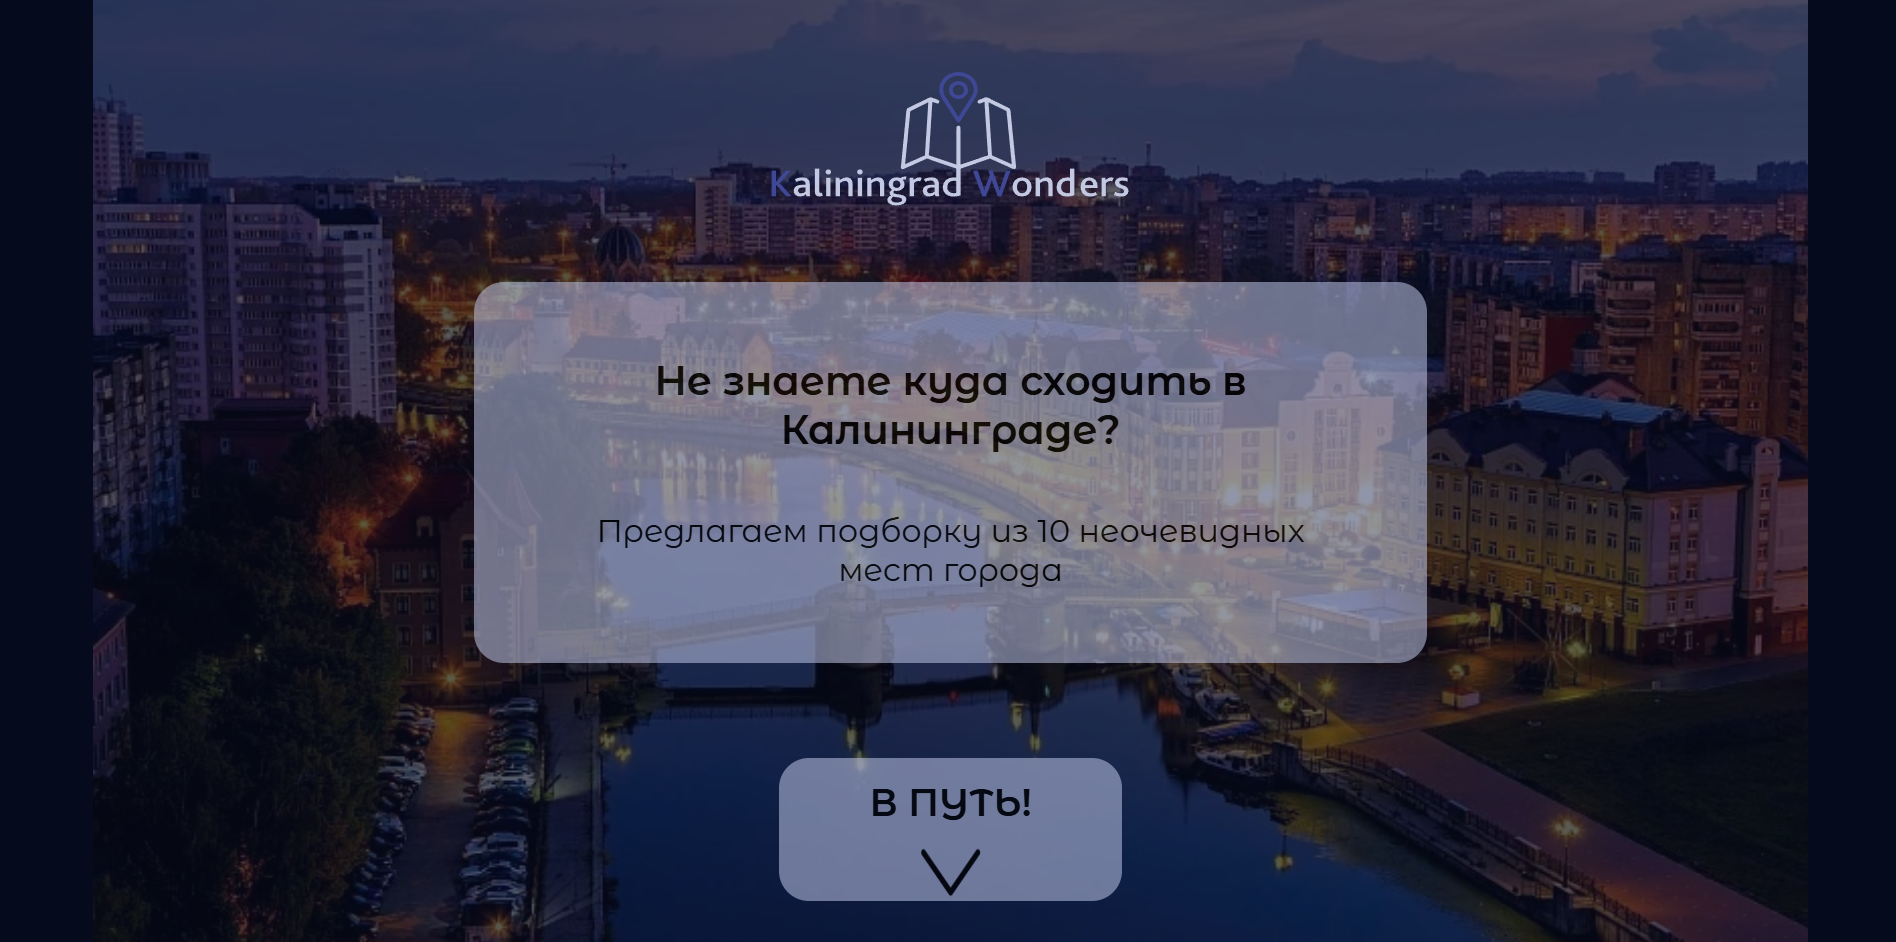 Kaliningrad Wonders
Не знаете куда сходить в
Калининграде?
Предлагаем подборку из 10 неочевидных
мест города
В ПУТЬ!